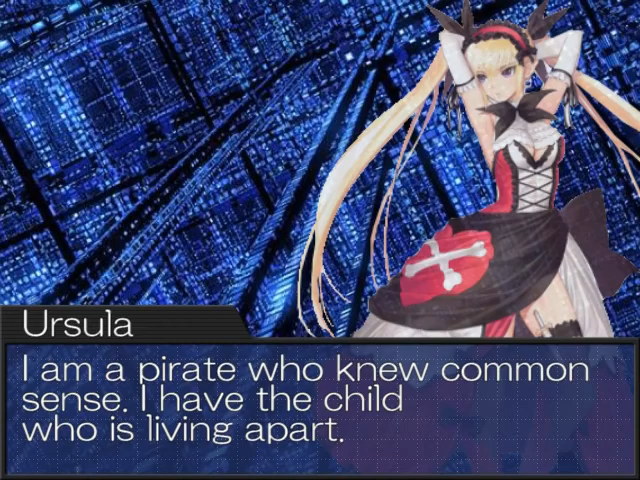 Ursula
I am a pirate who knew common
sense. I have the child
who is living apart.